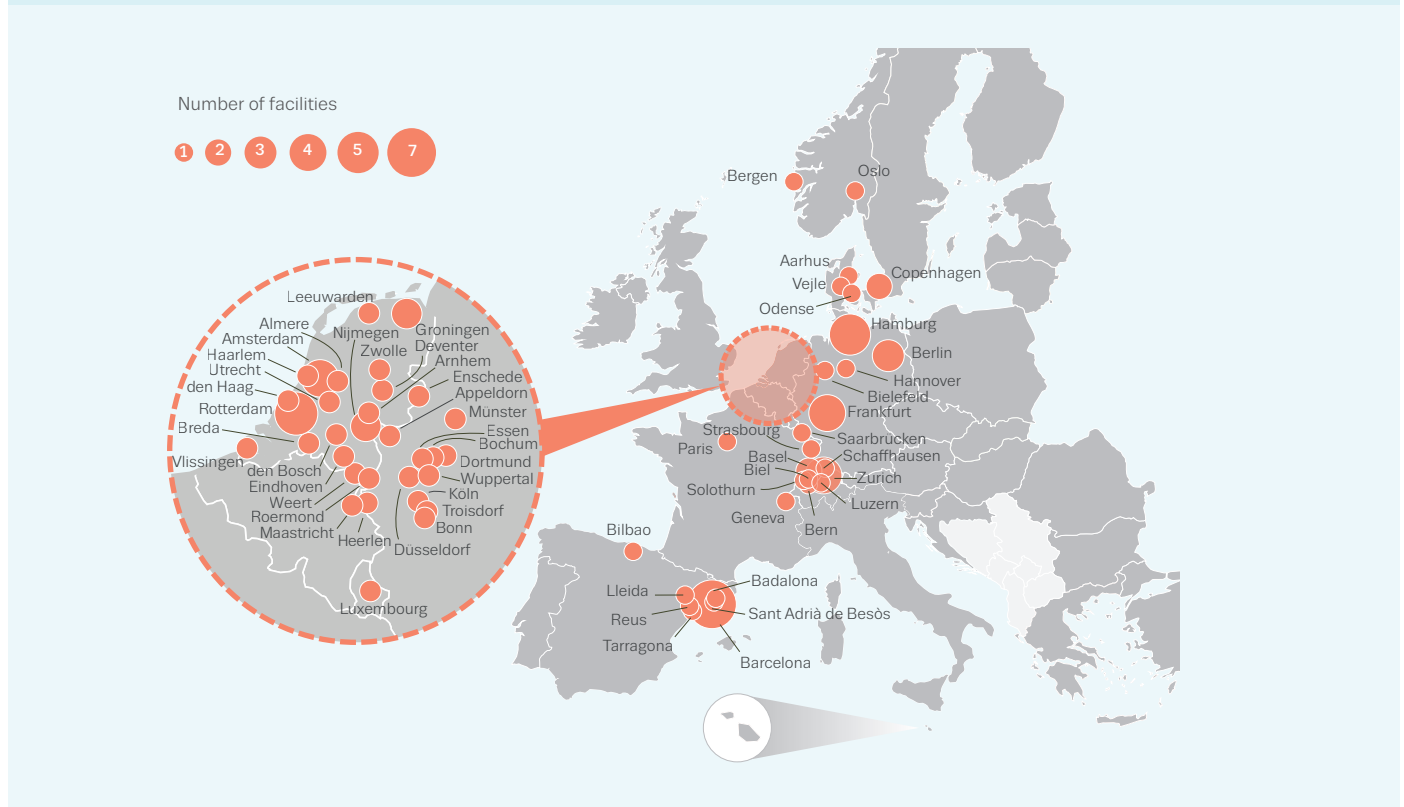 Number of facilities
1
2
3
4
5
7
Bergen
Oslo
Aarhus
Vejle
Odense
Copenhagen
Hamburg
Berlin
Hannover
Bielefeld
Frankfurt
Strasbourg
Saarbrücken
Paris
Basel
Schaffhausen
Biel
Zurich
Solothurn
Luzern
Geneva
Bern
Bilbao
Lleida
Badalona
Reus
Sant Adrià de Besòs
Tarragona
Barcelona
Leeuwarden
Almere
Nijmegen
Groningen
Amsterdam
Zwolle
Deventer
Haarlem
Arnhem
Utrecht
Enschede
den Haag
Appeldorn
Rotterdam
Münster
Breda
Essen
Bochum
Vlissingen
Dortmund
den Bosch
Wuppertal
Eindhoven
Köln
Weert
Troisdorf
Roermond
Bonn
Maastricht
Heerlen
Düsseldorf
Luxembourg